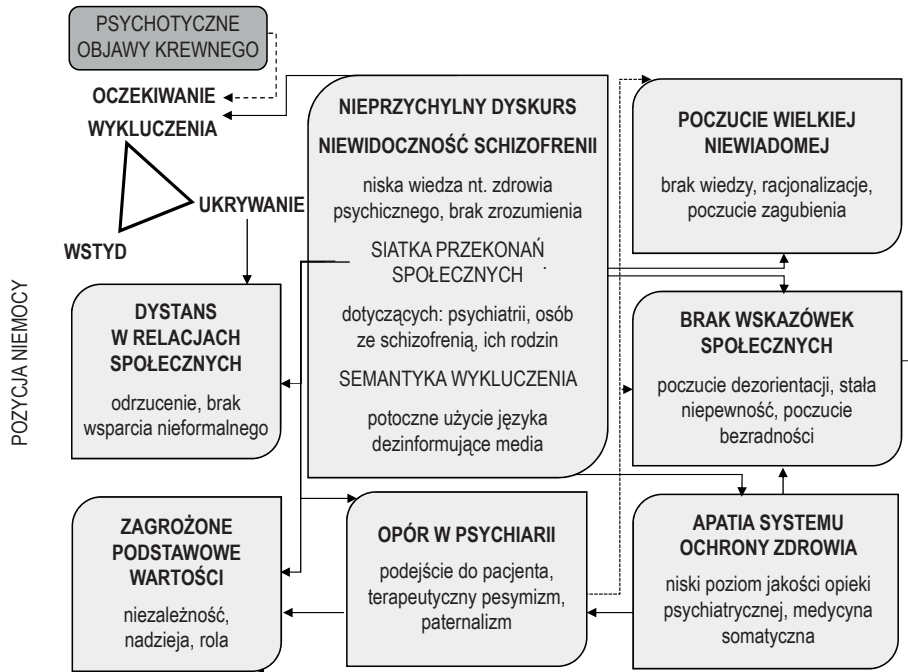 PSYCHOTYCZNE
OBJAWY KREWNEGO
OCZEKIWANIE
WYKLUCZENIA
UKRYWANIE
WSTYD
POZYCJA NIEMOCY
DYSTANS
W RELACJACH
SPOŁECZNYCH
odrzucenie, brak
wsparcia nieformalnego
ZAGROŻONE
PODSTAWOWE
WARTOŚCI
niezależność,
nadzieja, rola
NIEPRZYCHYLNY DYSKURS
NIEWIDOCZNOŚĆ SCHIZOFRENII
niska wiedza nt. zdrowia
psychicznego, brak zrozumienia
SIATKA PRZEKONAŃ
SPOŁECZNYCH
dotyczących: psychiatrii, osób
ze schizofrenią, ich rodzin
SEMANTYKA WYKLUCZENIA
potoczne użycie języka
dezinformujące media
OPÓR W PSYCHIARII
podejście do pacjenta,
terapeutyczny pesymizm,
paternalizm
POCZUCIE WIELKIEJ
NIEWIADOMEJ
brak wiedzy, racjonalizacje,
poczucie zagubienia
BRAK WSKAZÓWEK
SPOŁECZNYCH
poczucie dezorientacji, stała
niepewność, poczucie
bezradności
APATIA SYSTEMU
OCHRONY ZDROWIA
niski poziom jakości opieki
psychiatrycznej, medycyna
somatyczna